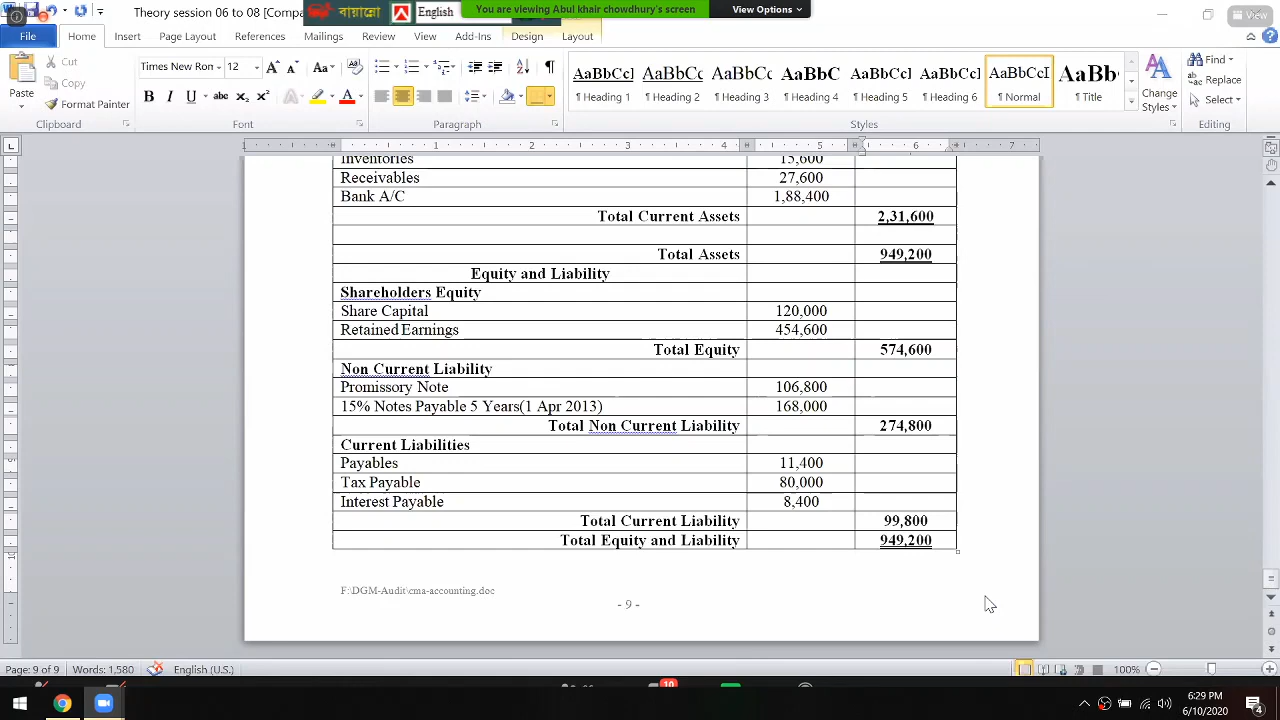 Theory session 06 to 08 [Compa
বায়ান্নো English
You are viewing Abul khair chowdhury's screen View Options
View
File Home Insert Page Layout References Mailings Review View Add-Ins Design Layout
Cut
Copy
Format Painter
Paste
Clipboard
Times New Ron 12
Font
Paragraph
AaBbCcI AaBbCcI AaBbCc AaBbC AaBbCcI AaBbCcI AaBbCcI AaBb
¶ Heading 1 ¶ Heading 2 ¶ Heading 3 ¶ Heading 4 ¶ Heading 5 ¶ Heading 6 ¶ Normal ¶ Title
Styles
Change Styles
Find
Replace
Select
Editing
Inventories 15,600
Receivables 27,600
Bank A/C 1,88,400
Total Current Assets 2,31,600
Total Assets 949,200
Equity and Liability
Shareholders Equity
Share Capital 120,000
Retained Earnings 454,600
Total Equity 574,600
Non Current Liability
Promissory Note 106,800
15% Notes Payable 5 Years(1 Apr 2013) 168,000
Total Non Current Liability 274,800
Current Liabilities
Payables 11,400
Tax Payable 80,000
Interest Payable 8,400
Total Current Liability 99,800
Total Equity and Liability 949,200
F:\DGM-Audit\cma-accounting.doc
- 9 -
Page: 9 of 9 Words: 1,580 English (U.S.) 100%
10
6:29 PM
6/10/2020
4